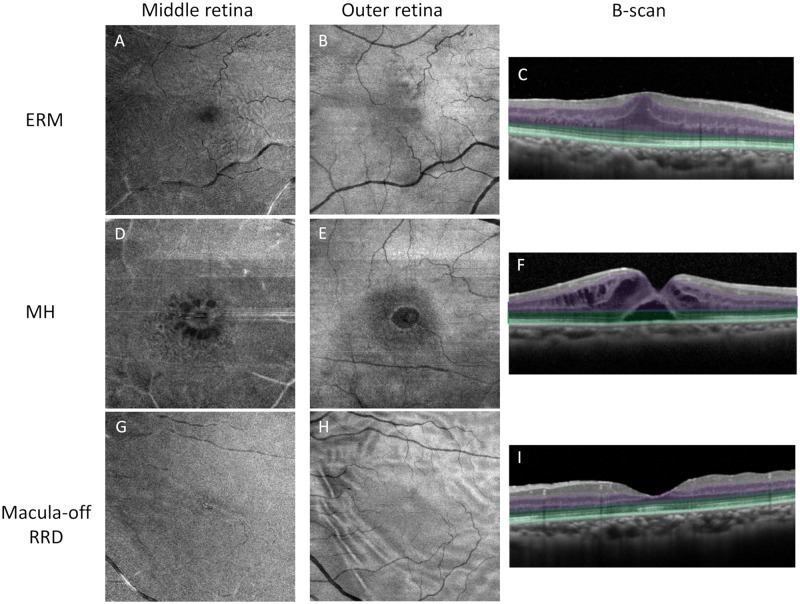 Middle retina
Outer retina
B-scan
ERM
A
B
C
MH
D
E
F
Macula-off
RRD
G
H
I